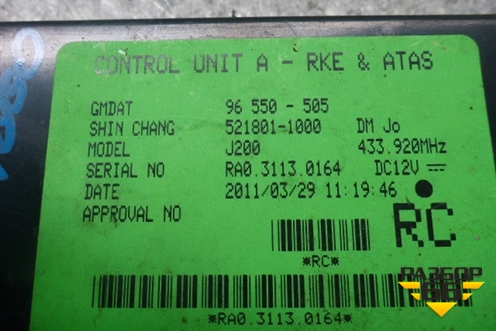 CONTROL UNIT A - RKE & ATAS
GMDAT 96 550 - 505
SHIN CHANG 521801-1000 DM Jo
MODEL J200 433.920MHz
SERIAL NO RA0.3113.0164 DC12V
DATE 2011/03/29 11:19:46
APPROVAL NO
RC
*RC*
*RA0.3113.0164*
РАЗБОР